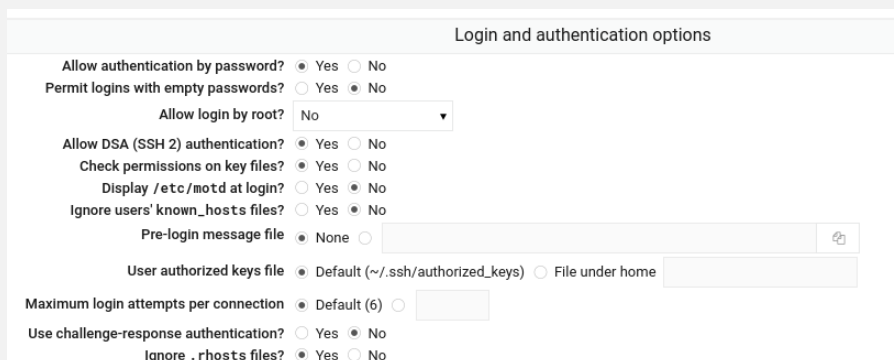 Login and authentication options
Allow authentication by password? Yes No
Permit logins with empty passwords? Yes No
Allow login by root? No
Allow DSA (SSH 2) authentication? Yes No
Check permissions on key files? Yes No
Display /etc/motd at login? Yes No
Ignore users' known_hosts files? Yes No
Pre-login message file None
User authorized keys file Default (~/.ssh/authorized_keys) File under home
Maximum login attempts per connection Default (6)
Use challenge-response authentication? Yes No
Ignore .rhosts files? Yes No